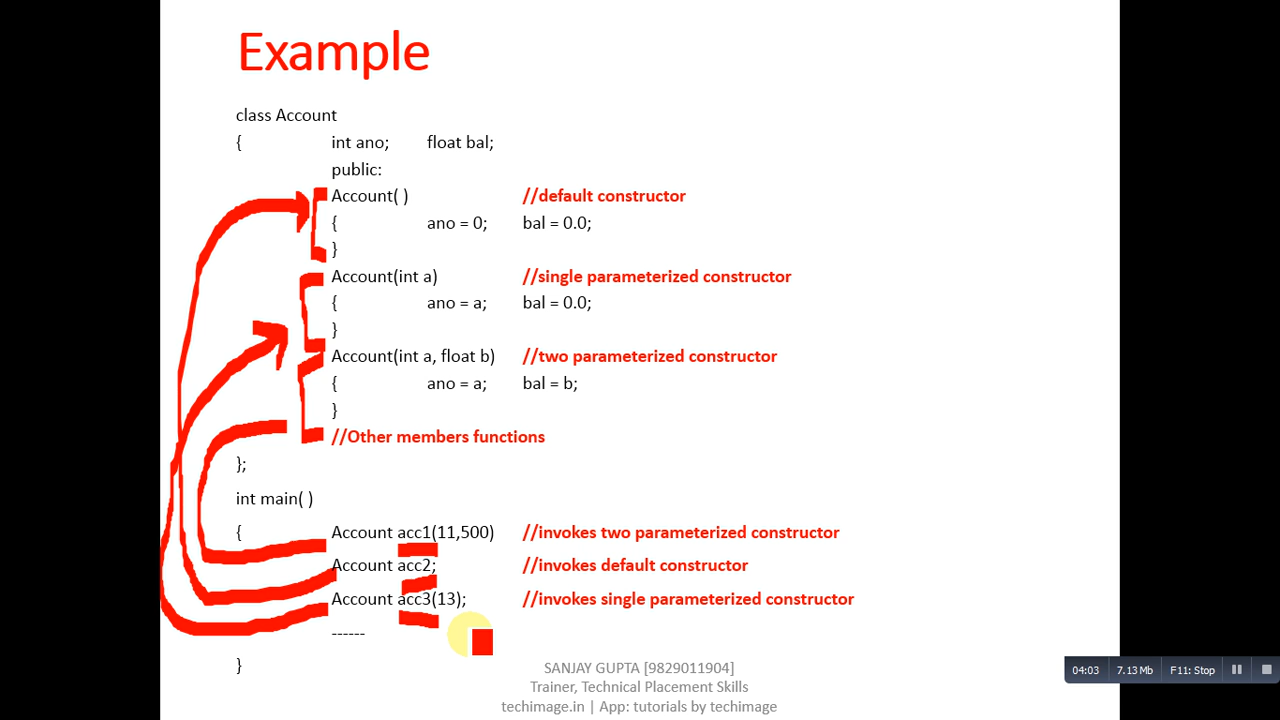 Example
class Account
{ int ano; float bal;
public:
Account( ) //default constructor
{ ano = 0; bal = 0.0;
}
Account(int a) //single parameterized constructor
{ ano = a; bal = 0.0;
}
Account(int a, float b) //two parameterized constructor
{ ano = a; bal = b;
}
//Other members functions
};
int main( )
{ Account acc1(11,500) //invokes two parameterized constructor
Account acc2; //invokes default constructor
Account acc3(13); //invokes single parameterized constructor
------
}
SANJAY GUPTA [9829011904]
Trainer, Technical Placement Skills
techimage.in | App: tutorials by techimage
04:03 7.13 Mb F11: Stop